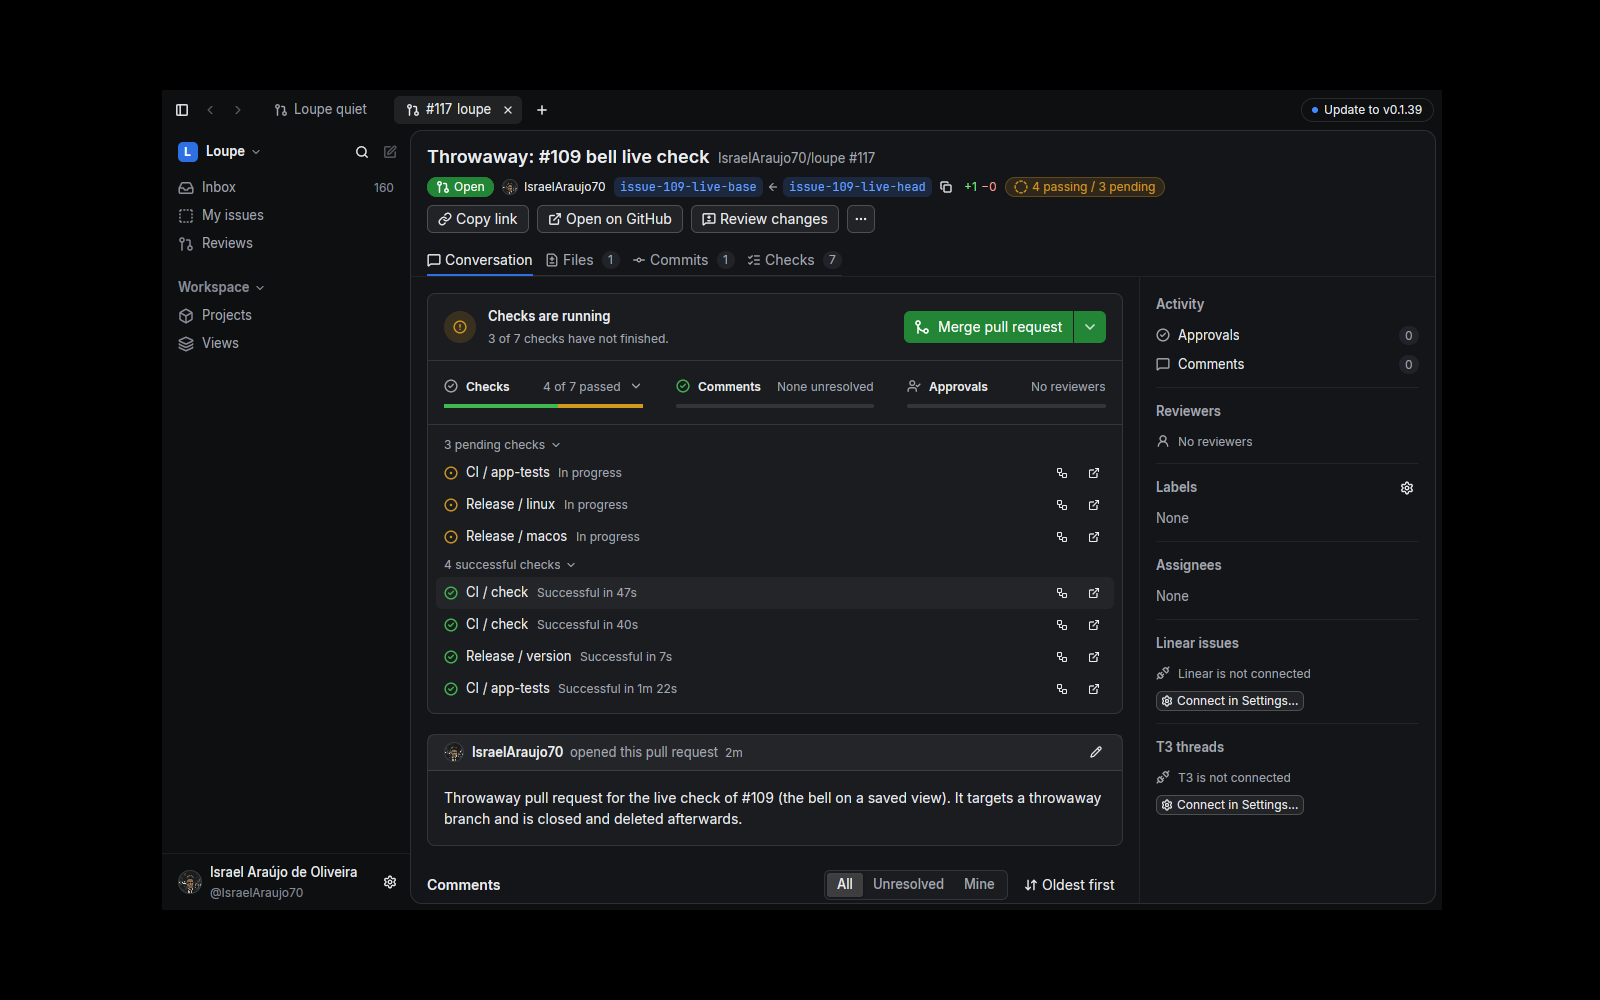 Loupe quiet
#117 loupe
Update to v0.1.39
L Loupe
Inbox 160
My issues
Reviews
Workspace
Projects
Views
Israel Araújo de Oliveira
@IsraelAraujo70
Throwaway: #109 bell live check IsraelAraujo70/loupe #117
Open IsraelAraujo70 issue-109-live-base ← issue-109-live-head +1 −0 4 passing / 3 pending
Copy link Open on GitHub Review changes ...
Conversation Files 1 Commits 1 Checks 7
Checks are running
3 of 7 checks have not finished.
Merge pull request
Checks 4 of 7 passed Comments None unresolved Approvals No reviewers
3 pending checks
CI / app-tests In progress
Release / linux In progress
Release / macos In progress
4 successful checks
CI / check Successful in 47s
CI / check Successful in 40s
Release / version Successful in 7s
CI / app-tests Successful in 1m 22s
IsraelAraujo70 opened this pull request 2m
Throwaway pull request for the live check of #109 (the bell on a saved view). It targets a throwaway
branch and is closed and deleted afterwards.
Comments All Unresolved Mine Oldest first
Activity
Approvals 0
Comments 0
Reviewers
No reviewers
Labels
None
Assignees
None
Linear issues
Linear is not connected
Connect in Settings...
T3 threads
T3 is not connected
Connect in Settings...